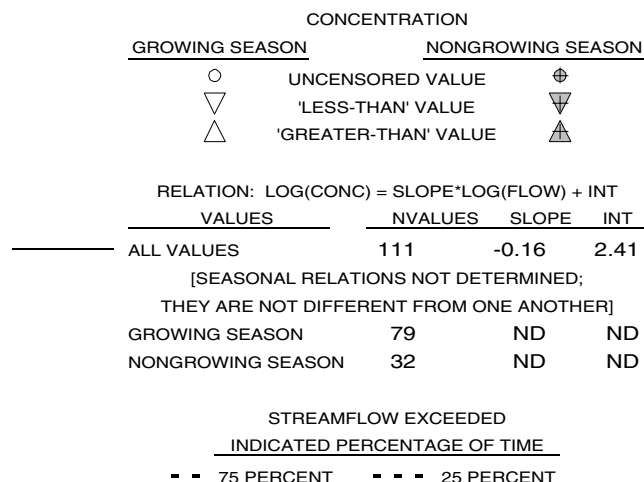 CONCENTRATION
GROWING SEASON NONGROWING SEASON
UNCENSORED VALUE
'LESS-THAN' VALUE
'GREATER-THAN' VALUE
RELATION: LOG(CONC) = SLOPE*LOG(FLOW) + INT
VALUES NVALUES SLOPE INT
ALL VALUES 111 -0.16 2.41
[SEASONAL RELATIONS NOT DETERMINED;
THEY ARE NOT DIFFERENT FROM ONE ANOTHER]
GROWING SEASON 79 ND ND
NONGROWING SEASON 32 ND ND
STREAMFLOW EXCEEDED
INDICATED PERCENTAGE OF TIME
75 PERCENT 25 PERCENT